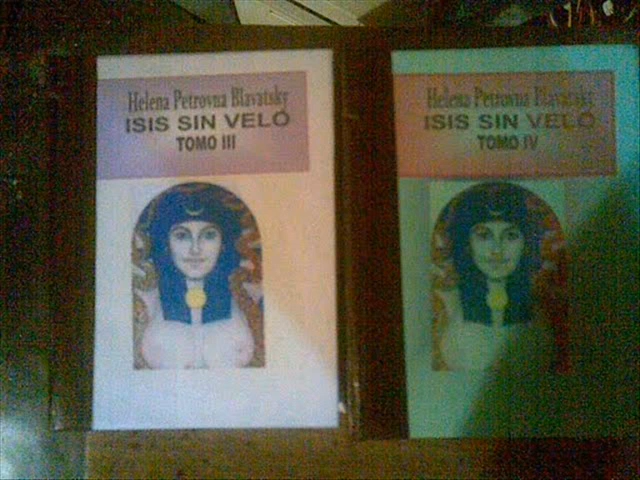 Helena Petrovna Blavatsky
ISIS SIN VELO
TOMO III
Helena Petrovna Blavatsky
ISIS SIN VELO
TOMO IV